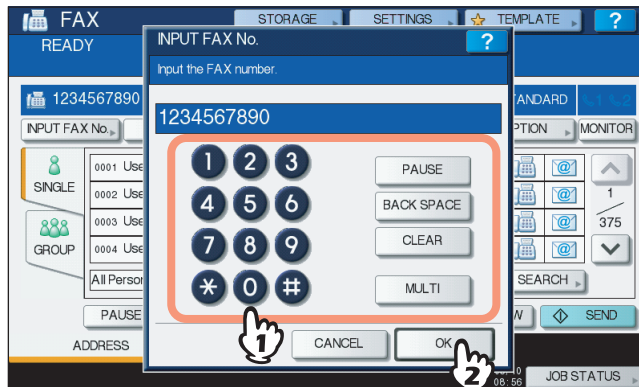 FAX
STORAGE
SETTINGS
TEMPLATE
?
READY
INPUT FAX No.
?
Input the FAX number.
1234567890
ANDARD
1234567890
INPUT FAX No.
PTION
MONITOR
1 2 3
PAUSE
SINGLE
0001 Use
4 5 6
BACK SPACE
0002 Use
1
0003 Use
375
7 8 9
CLEAR
GROUP
0004 Use
All Person
* 0 #
MULTI
SEARCH
PAUSE
W
SEND
1
CANCEL
OK
ADDRESS
2
08:56
JOB STATUS